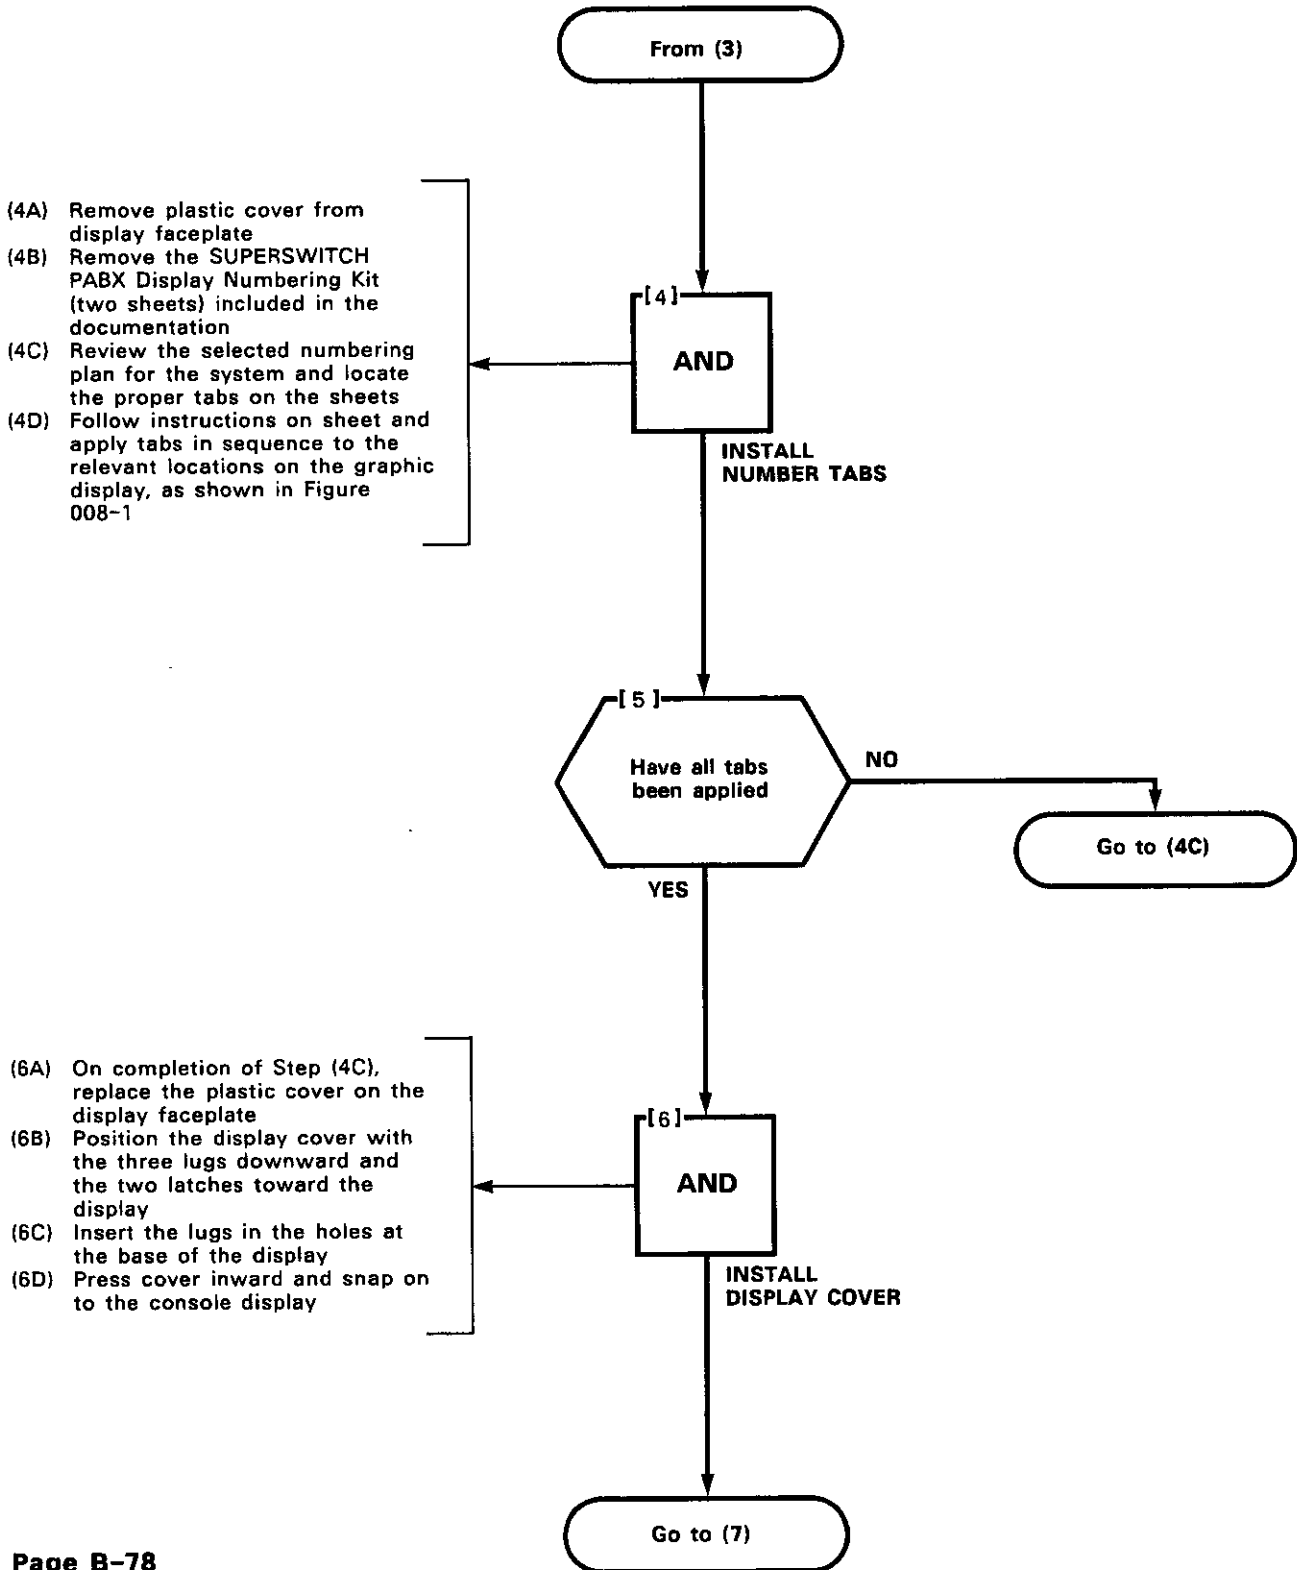 From (3)
(4A) Remove plastic cover from
display faceplate
(4B) Remove the SUPERSWITCH
PABX Display Numbering Kit
(two sheets) included in the
documentation
(4C) Review the selected numbering
plan for the system and locate
the proper tabs on the sheets
(4D) Follow instructions on sheet and
apply tabs in sequence to the
relevant locations on the graphic
display, as shown in Figure
008-1
[4]
AND
INSTALL
NUMBER TABS
[5]
Have all tabs
been applied
NO
Go to (4C)
YES
(6A) On completion of Step (4C),
replace the plastic cover on the
display faceplate
(6B) Position the display cover with
the three lugs downward and
the two latches toward the
display
(6C) Insert the lugs in the holes at
the base of the display
(6D) Press cover inward and snap on
to the console display
[6]
AND
INSTALL
DISPLAY COVER
Go to (7)
Page B-78